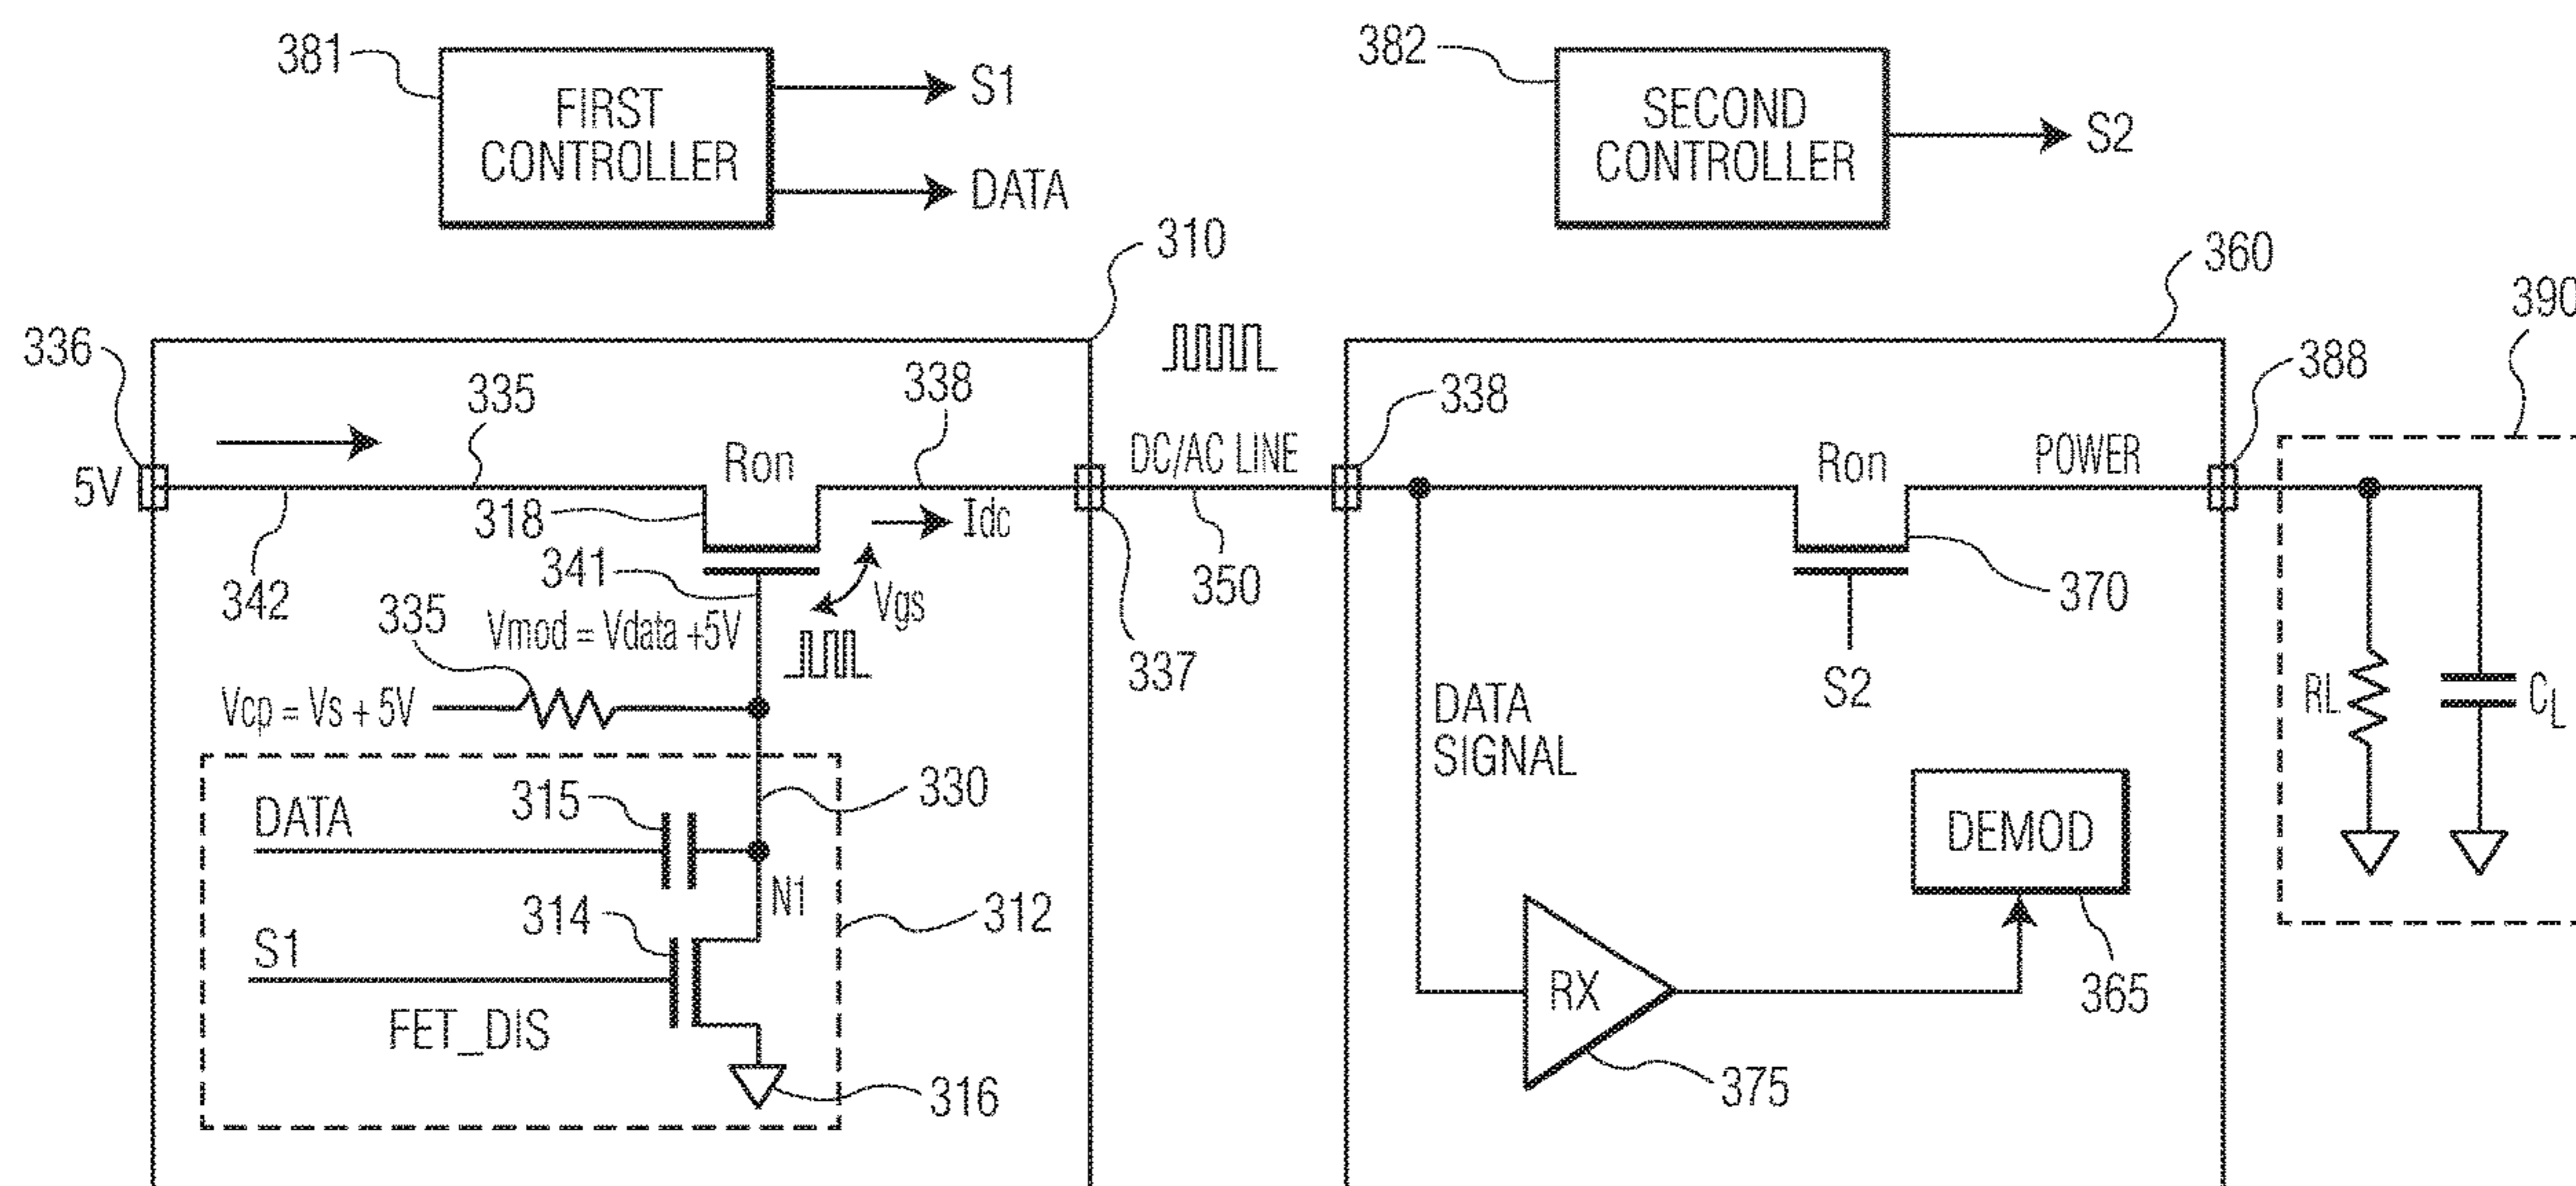 381
FIRST
CONTROLLER
S1
DATA
382
SECOND
CONTROLLER
S2
310
360
390
336
335
338
338
388
5V
342
318
Ron
Idc
337
DC/AC LINE
350
Ron
POWER
370
341
Vgs
335
Vmod = Vdata +5V
Vcp = Vs + 5V
S2
RL
CL
DATA
SIGNAL
330
DATA
315
N1
314
312
S1
FET_DIS
316
DEMOD
365
RX
375